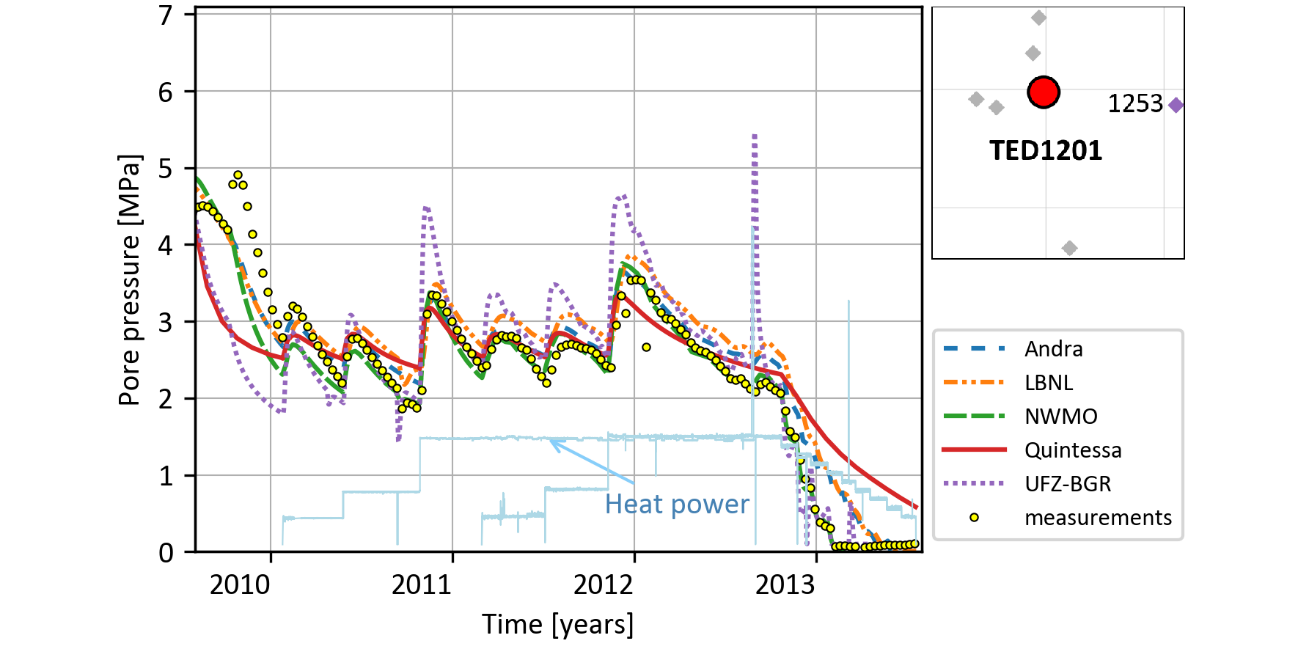 7
6
5
4
3
2
1
0
Pore pressure [MPa]
2010 2011 2012 2013
Time [years]
Heat power
1253
TED1201
Andra
LBNL
NWMO
Quintessa
UFZ-BGR
measurements